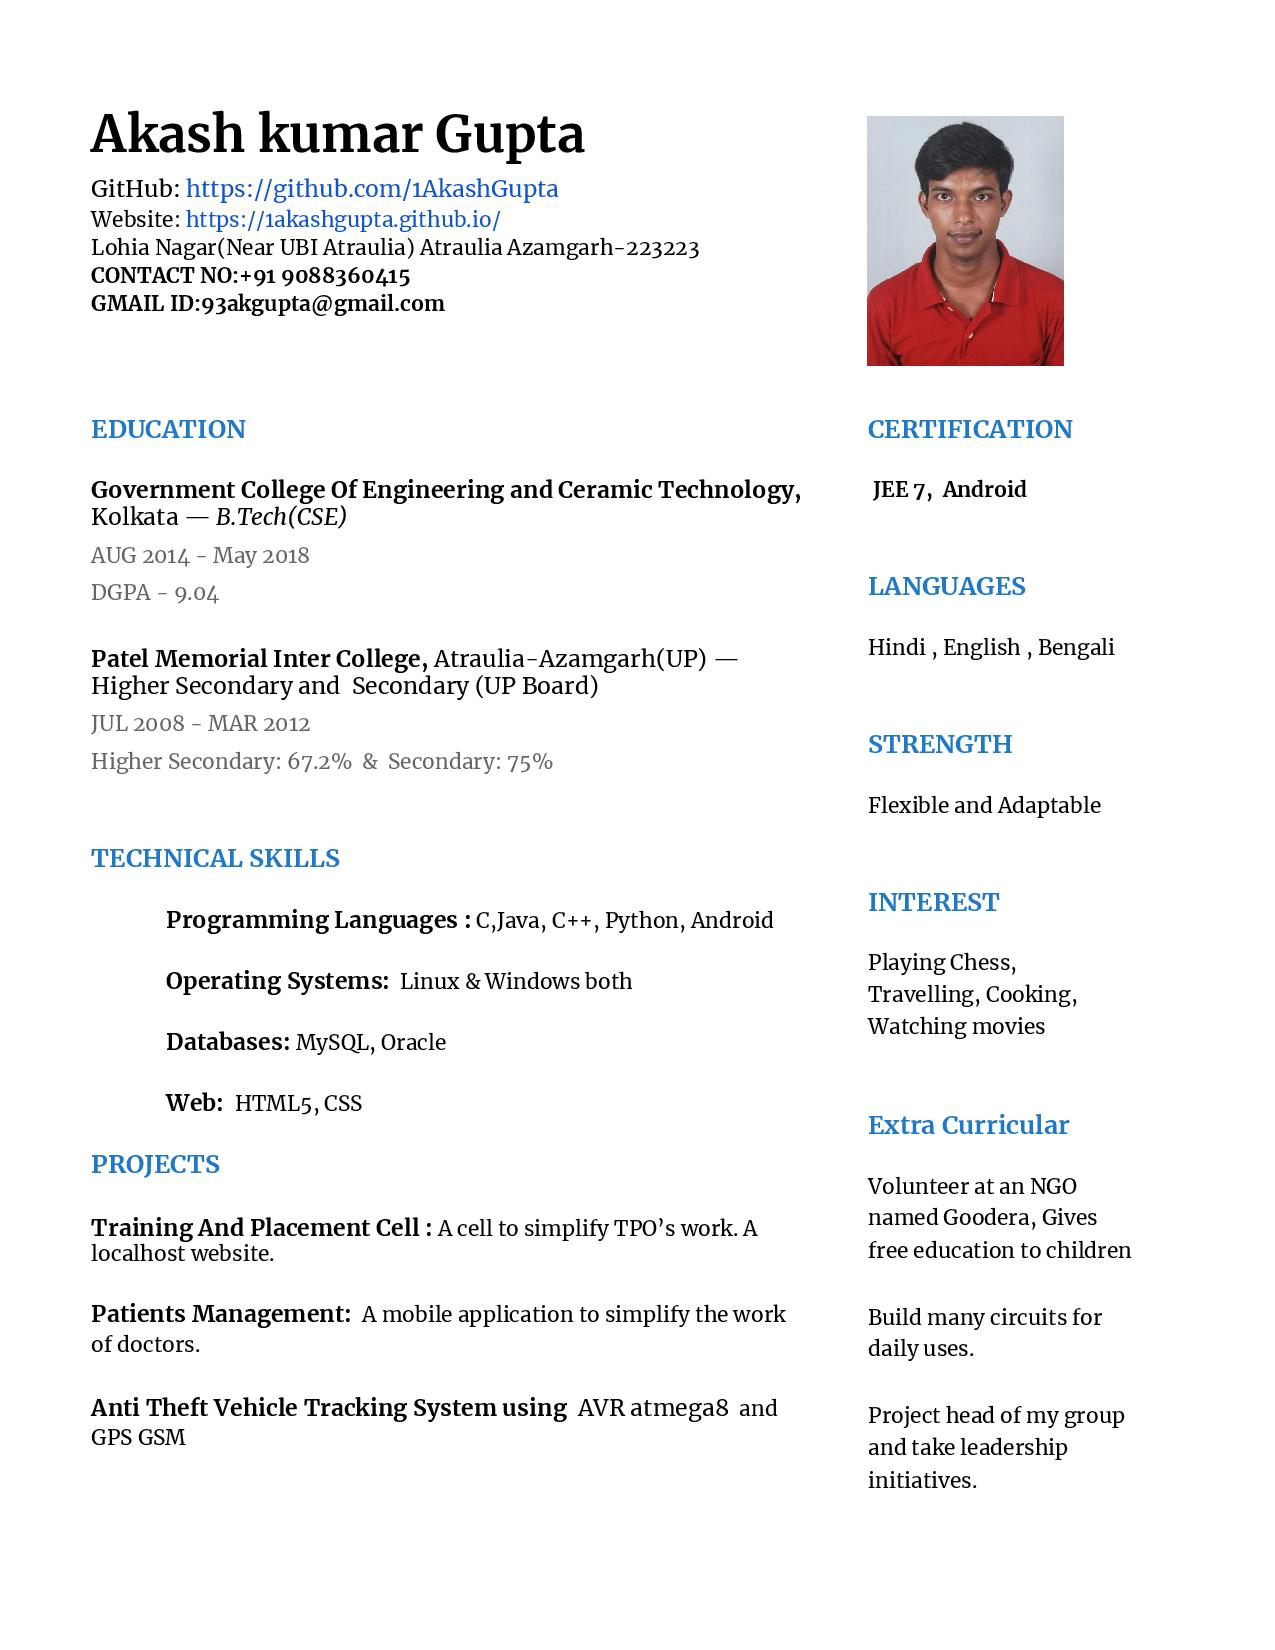 Akash kumar Gupta
GitHub: https://github.com/1AkashGupta
Website: https://1akashgupta.github.io/
Lohia Nagar(Near UBI Atraulia) Atraulia Azamgarh-223223
CONTACT NO:+91 9088360415
GMAIL ID:93akgupta@gmail.com
EDUCATION
Government College Of Engineering and Ceramic Technology,
Kolkata — B.Tech(CSE)
AUG 2014 - May 2018
DGPA - 9.04
Patel Memorial Inter College, Atraulia-Azamgarh(UP) —
Higher Secondary and Secondary (UP Board)
JUL 2008 - MAR 2012
Higher Secondary: 67.2% & Secondary: 75%
TECHNICAL SKILLS
Programming Languages : C,Java, C++, Python, Android
Operating Systems: Linux & Windows both
Databases: MySQL, Oracle
Web: HTML5, CSS
PROJECTS
Training And Placement Cell : A cell to simplify TPO’s work. A
localhost website.
Patients Management: A mobile application to simplify the work
of doctors.
Anti Theft Vehicle Tracking System using AVR atmega8 and
GPS GSM
CERTIFICATION
JEE 7, Android
LANGUAGES
Hindi , English , Bengali
STRENGTH
Flexible and Adaptable
INTEREST
Playing Chess,
Travelling, Cooking,
Watching movies
Extra Curricular
Volunteer at an NGO
named Goodera, Gives
free education to children
Build many circuits for
daily uses.
Project head of my group
and take leadership
initiatives.